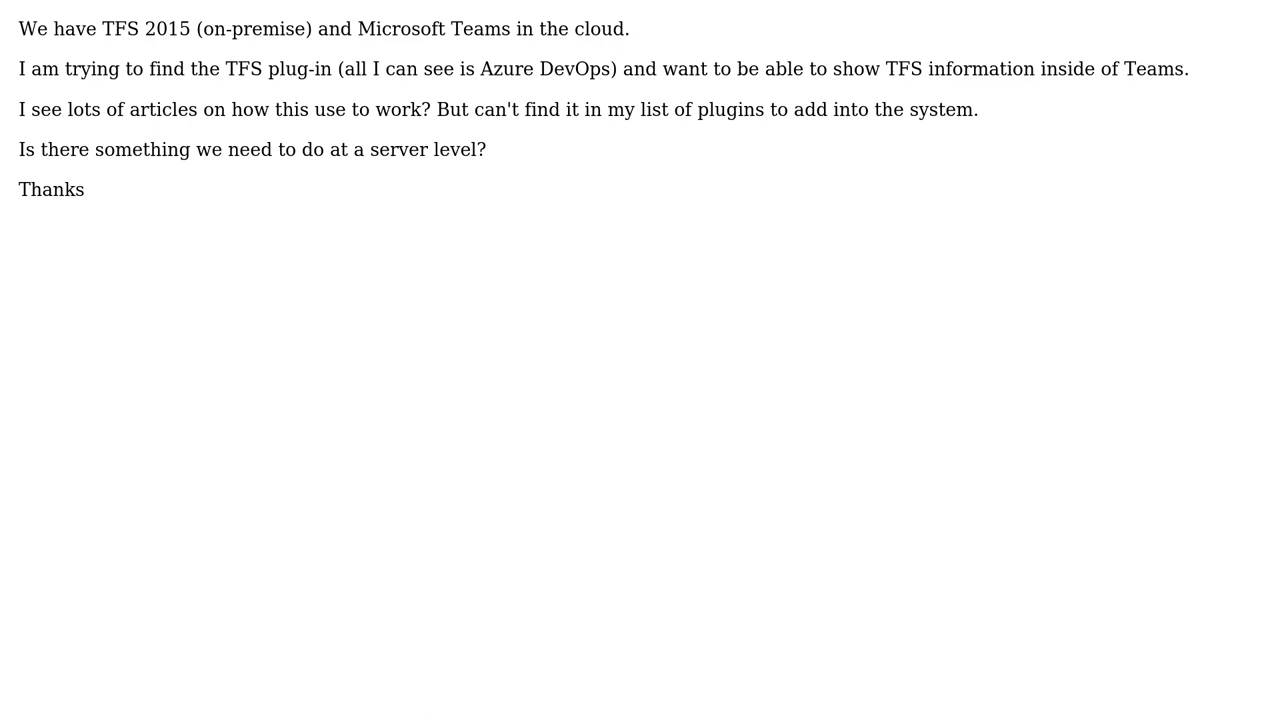 We have TFS 2015 (on-premise) and Microsoft Teams in the cloud.
I am trying to find the TFS plug-in (all I can see is Azure DevOps) and want to be able to show TFS information inside of Teams.
I see lots of articles on how this use to work? But can't find it in my list of plugins to add into the system.
Is there something we need to do at a server level?
Thanks